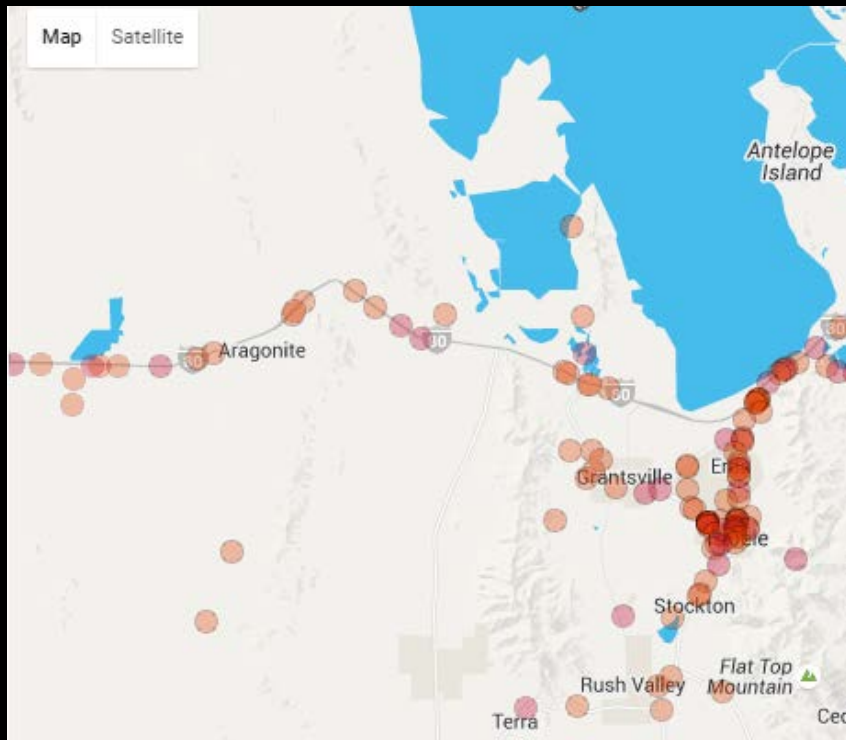 Map Satellite
Antelope
Island
80
Aragonite
80
80
80
Grantsville
Stockton
Flat Top
Mountain
Rush Valley
Terra